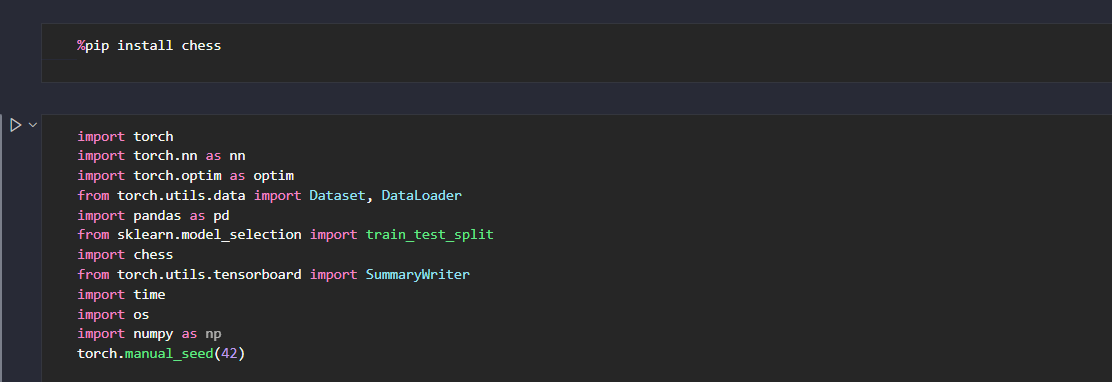 %pip install chess
import torch
import torch.nn as nn
import torch.optim as optim
from torch.utils.data import Dataset, DataLoader
import pandas as pd
from sklearn.model_selection import train_test_split
import chess
from torch.utils.tensorboard import SummaryWriter
import time
import os
import numpy as np
torch.manual_seed(42)